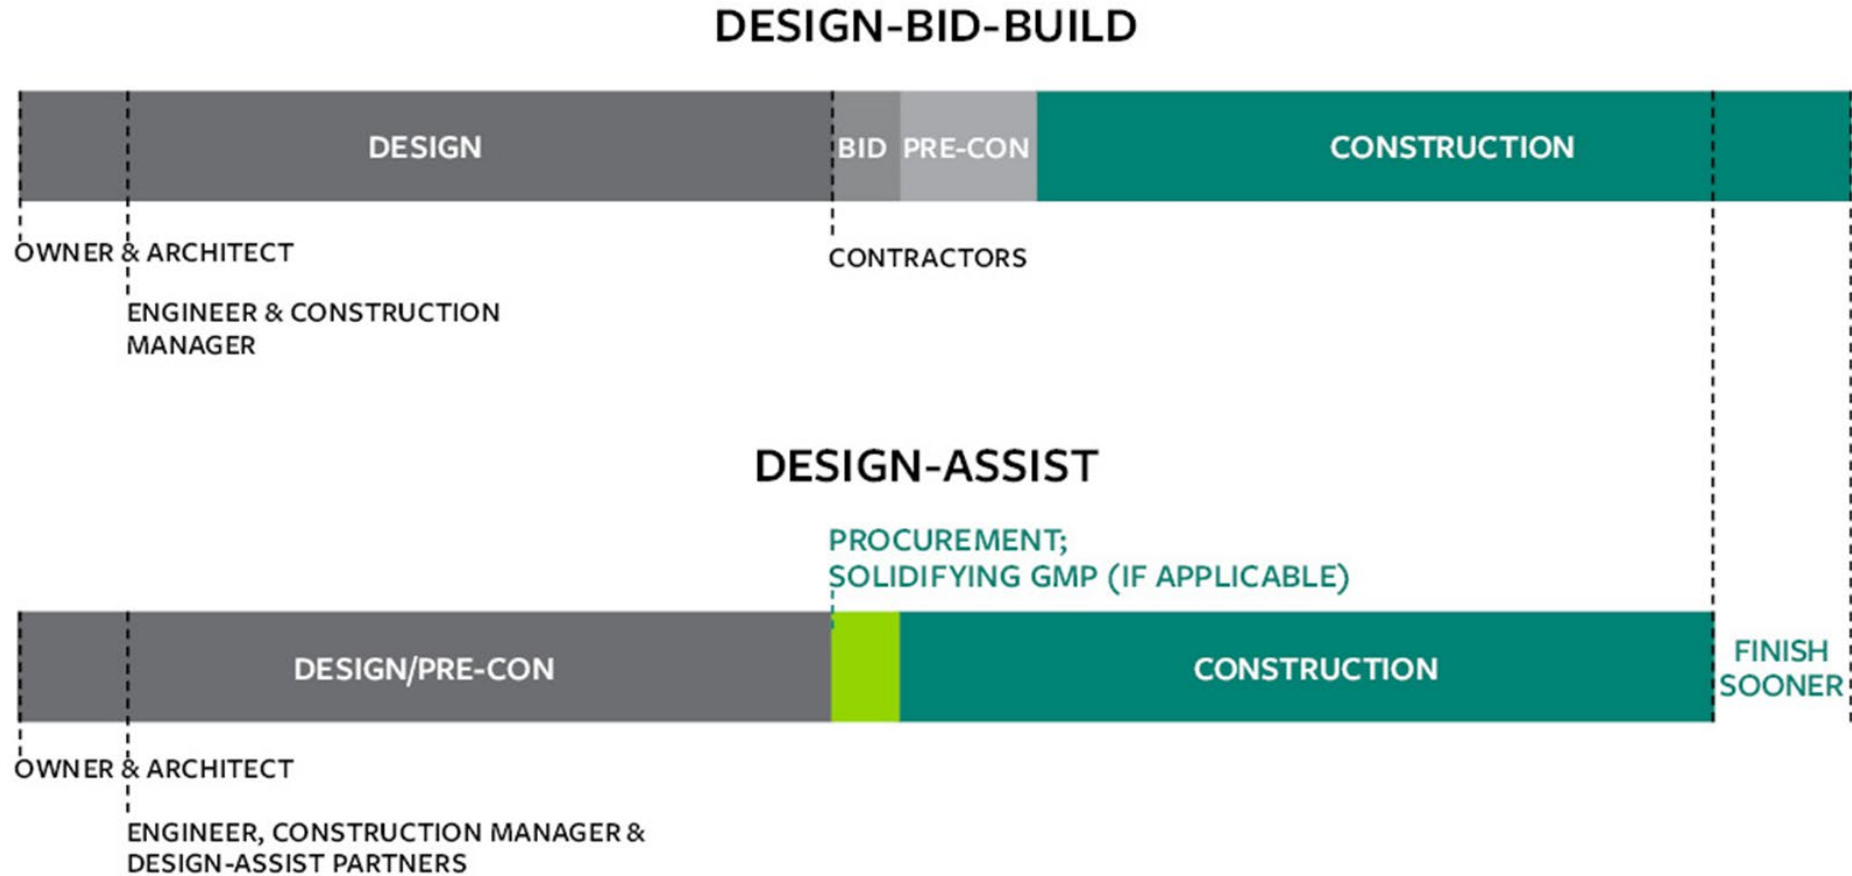 DESIGN-BID-BUILD
DESIGN
BID
PRE-CON
CONSTRUCTION
OWNER & ARCHITECT
CONTRACTORS
ENGINEER & CONSTRUCTION
MANAGER
DESIGN-ASSIST
PROCUREMENT;
SOLIDIFYING GMP (IF APPLICABLE)
DESIGN/PRE-CON
CONSTRUCTION
FINISH
SOONER
OWNER & ARCHITECT
ENGINEER, CONSTRUCTION MANAGER &
DESIGN-ASSIST PARTNERS